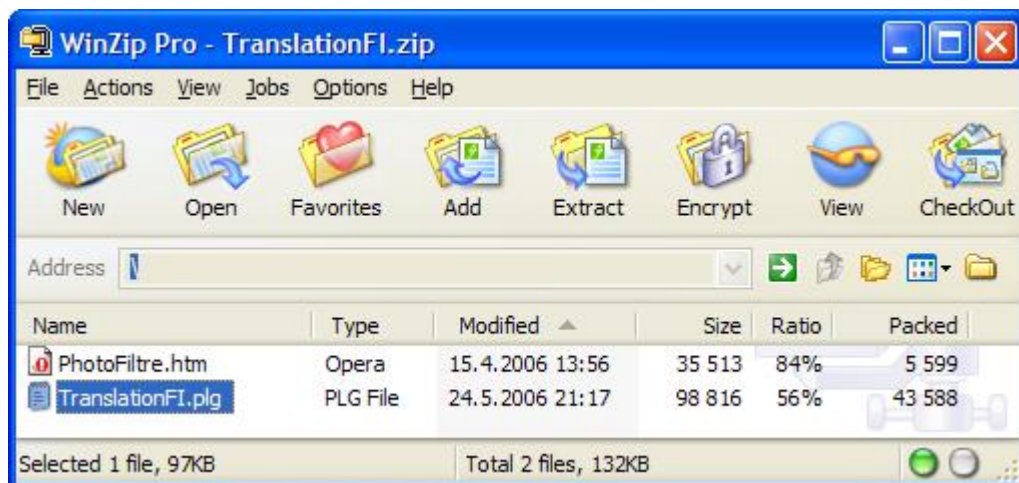 WinZip Pro - TranslationFI.zip
File Actions View Jobs Options Help
New Open Favorites Add Extract Encrypt View CheckOut
Address \
Name Type Modified Size Ratio Packed
PhotoFiltre.htm Opera 15.4.2006 13:56 35 513 84% 5 599
TranslationFI.plg PLG File 24.5.2006 21:17 98 816 56% 43 588
Selected 1 file, 97KB Total 2 files, 132KB